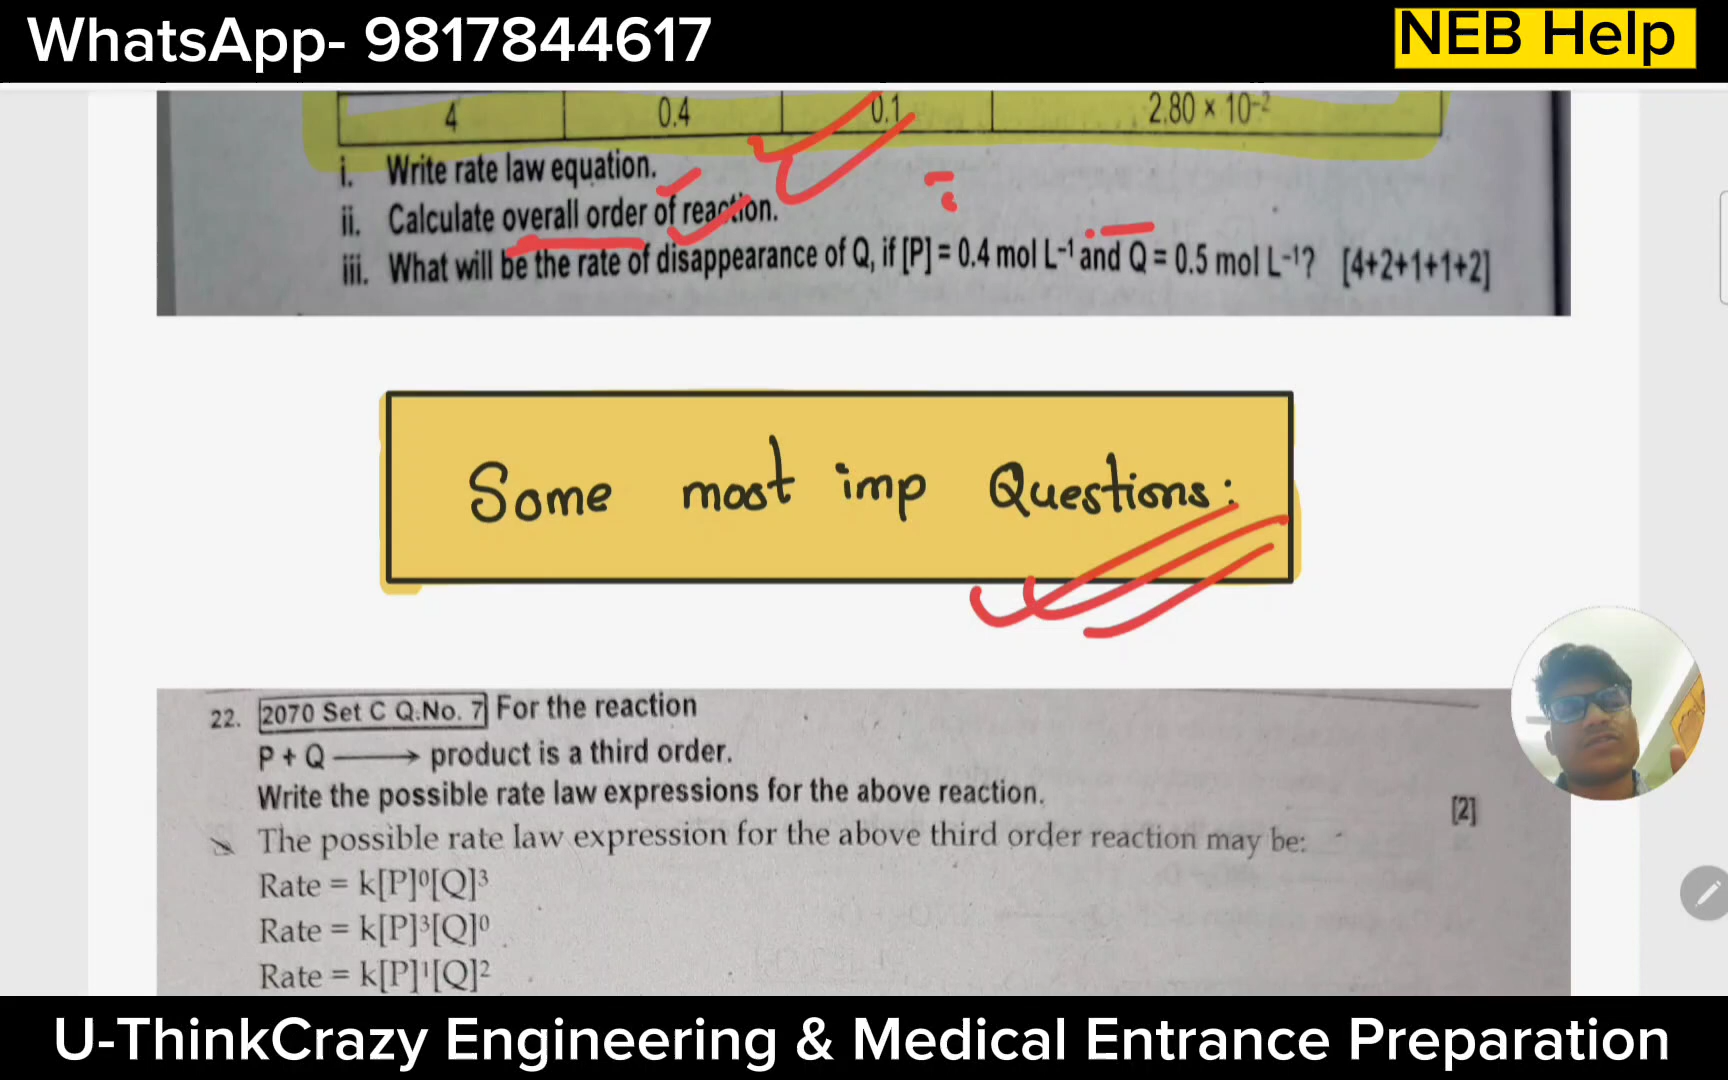 WhatsApp- 9817844617
NEB Help
4 0.4 0.1 2.80 × 10⁻²
i. Write rate law equation.
ii. Calculate overall order of reaction.
iii. What will be the rate of disappearance of Q, if [P] = 0.4 mol L⁻¹ and Q = 0.5 mol L⁻¹? [4+2+1+1+2]
Some most imp Questions:
22. 2070 Set C Q.No. 7 For the reaction
P + Q ⟶ product is a third order.
Write the possible rate law expressions for the above reaction. [2]
The possible rate law expression for the above third order reaction may be:
Rate = k[P]⁰[Q]³
Rate = k[P]³[Q]⁰
Rate = k[P]¹[Q]²
U-ThinkCrazy Engineering & Medical Entrance Preparation